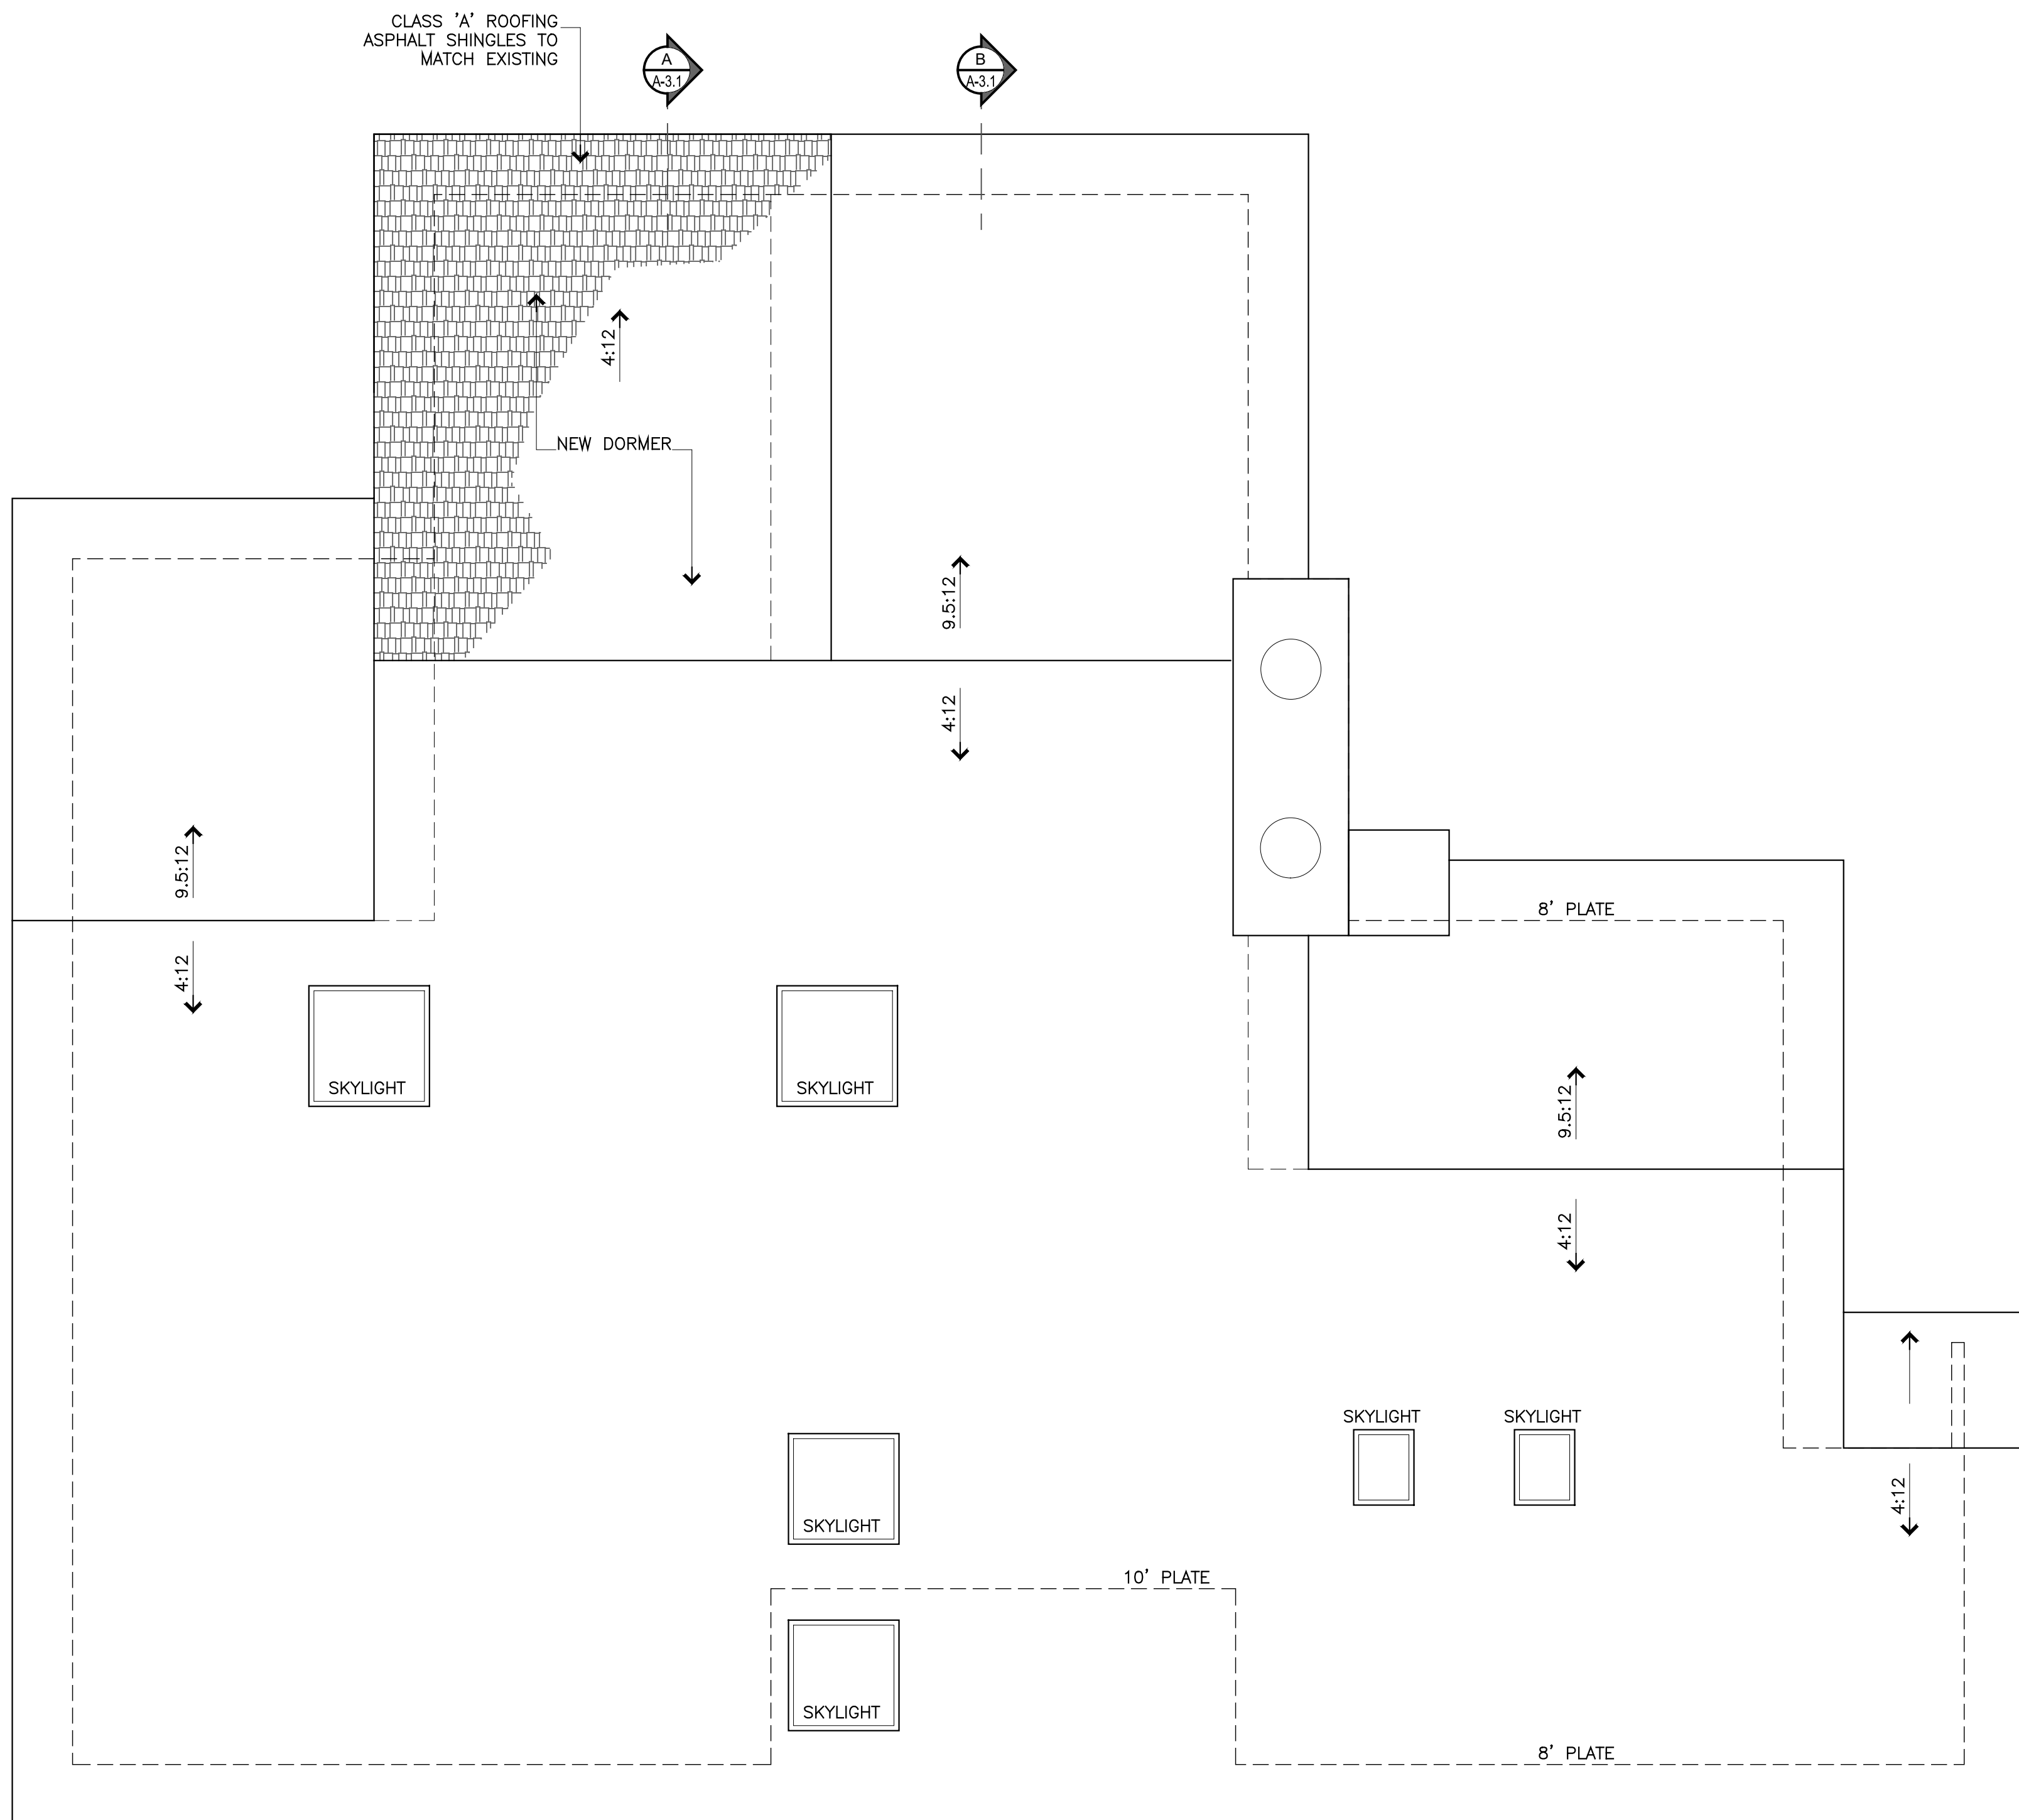 CLASS 'A' ROOFING
ASPHALT SHINGLES TO
MATCH EXISTING
A
A-3.1
B
A-3.1
4:12
NEW DORMER
9.5:12
4:12
9.5:12
4:12
8' PLATE
SKYLIGHT
SKYLIGHT
9.5:12
4:12
SKYLIGHT
SKYLIGHT
4:12
SKYLIGHT
10' PLATE
SKYLIGHT
8' PLATE